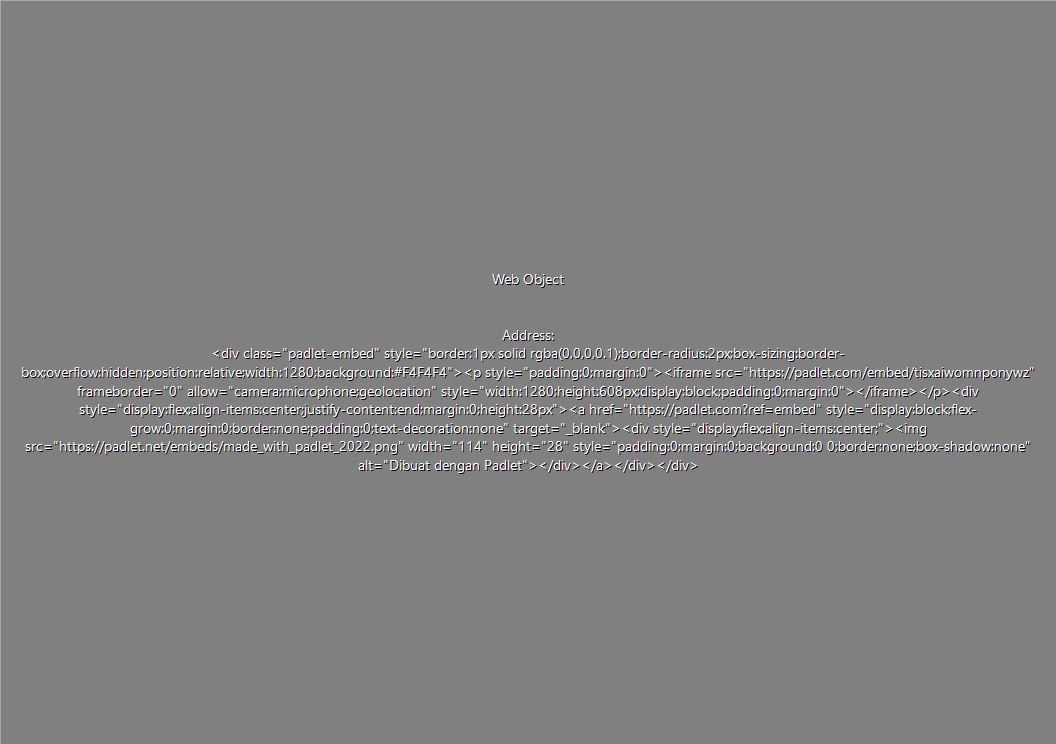 Web Object
Address:
<div class="padlet-embed" style="border:1px solid rgba(0,0,0,0.1);border-radius:2px;box-sizing:border-
box;overflow:hidden;position:relative;width:1280;background:#F4F4F4"><p style="padding:0;margin:0"><iframe src="https://padlet.com/embed/tisxaiwomnponywz"
frameborder="0" allow="camera;microphone;geolocation" style="width:1280;height:608px;display:block;padding:0;margin:0"></iframe></p><div
style="display:flex;align-items:center;justify-content:end;margin:0;height:28px"><a href="https://padlet.com?ref=embed" style="display:block;flex-
grow:0;margin:0;border:none;padding:0;text-decoration:none" target="_blank"><div style="display:flex;align-items:center;"><img
src="https://padlet.net/embeds/made_with_padlet_2022.png" width="114" height="28" style="padding:0;margin:0;background:0 0;border:none;box-shadow:none"
alt="Dibuat dengan Padlet"></div></a></div></div>